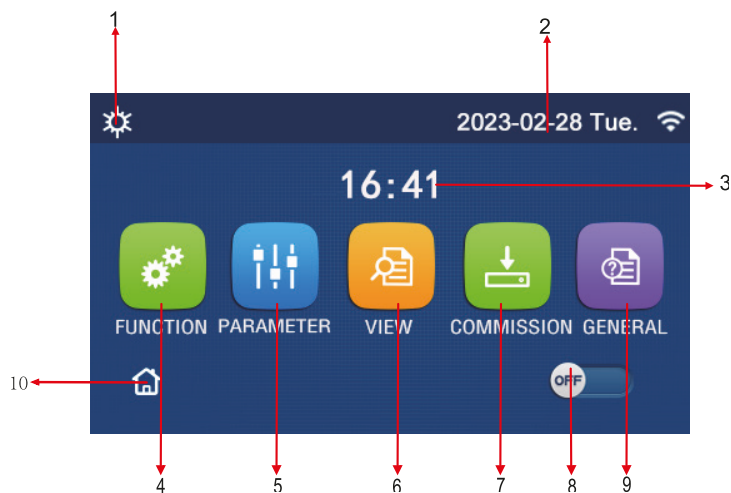 1
2
2023-02-28 Tue.
16:41
3
FUNCTION PARAMETER VIEW COMMISSION GENERAL
10
OFF
4 5 6 7 8 9